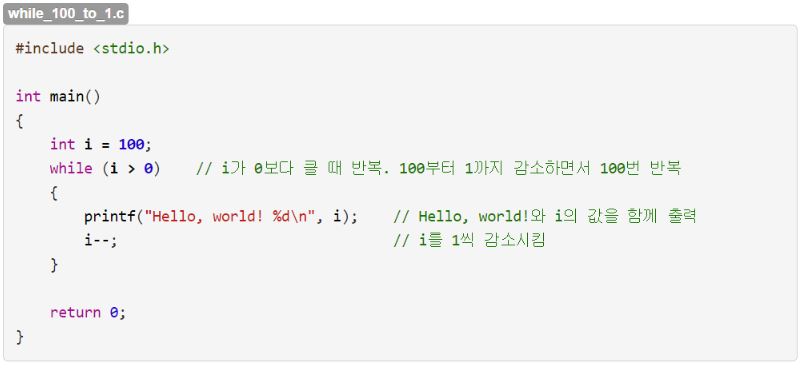 while_100_to_1.c
#include <stdio.h>
int main()
{
    int i = 100;
    while (i > 0)    // i가 0보다 클 때 반복. 100부터 1까지 감소하면서 100번 반복
    {
        printf("Hello, world! %d\n", i);    // Hello, world!와 i의 값을 함께 출력
        i--;                                // i를 1씩 감소시킴
    }
    return 0;
}